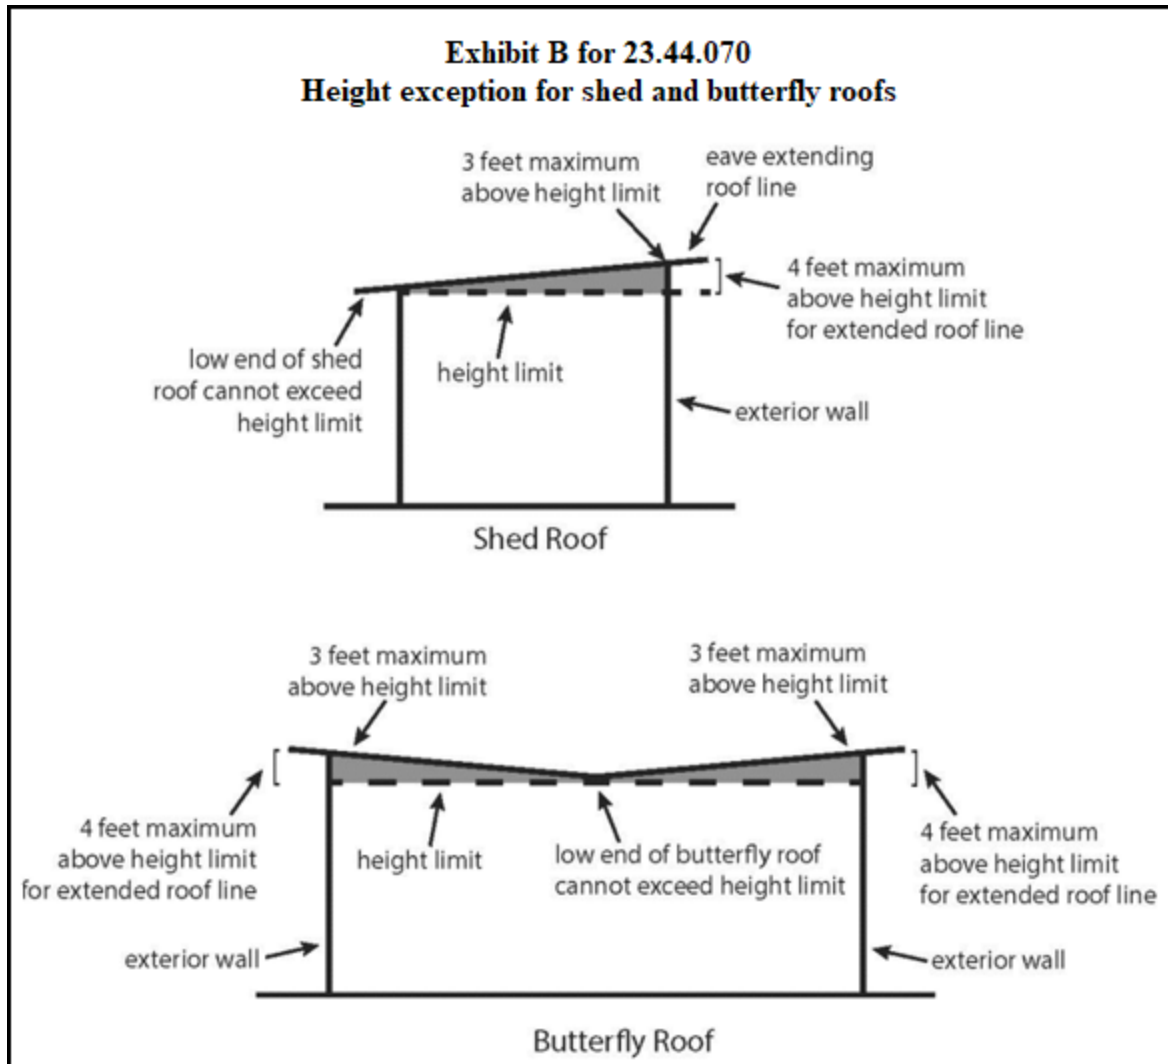 Exhibit B for 23.44.070
Height exception for shed and butterfly roofs
3 feet maximum
above height limit
eave extending
roof line
4 feet maximum
above height limit
for extended roof line
low end of shed
roof cannot exceed
height limit
height limit
exterior wall
Shed Roof
3 feet maximum
above height limit
3 feet maximum
above height limit
4 feet maximum
above height limit
for extended roof line
height limit
low end of butterfly roof
cannot exceed height limit
4 feet maximum
above height limit
for extended roof line
exterior wall
exterior wall
Butterfly Roof